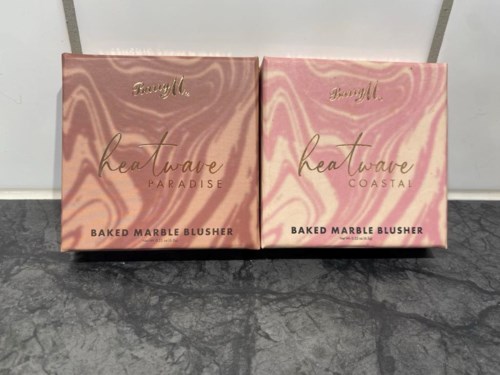 Barry M.
heatwave
PARADISE
BAKED MARBLE BLUSHER
Barry M.
heatwave
COASTAL
BAKED MARBLE BLUSHER